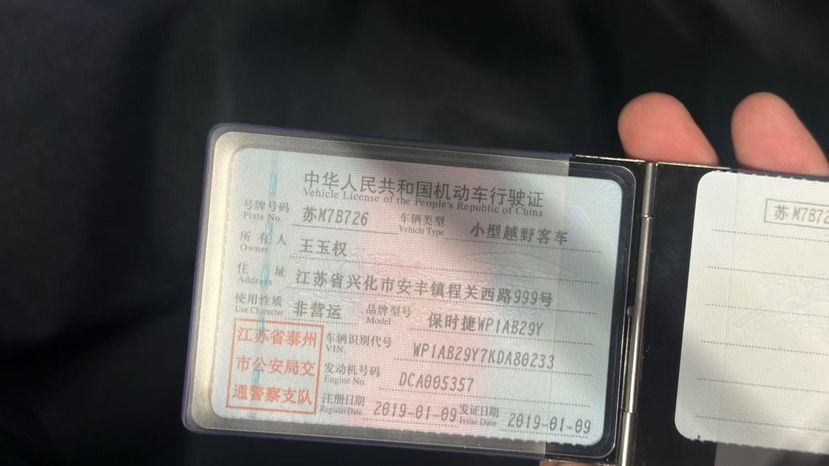 中华人民共和国机动车行驶证
Vehicle License of the People's Republic of China
号牌号码 苏M7B726 车辆类型 小型越野客车
Plate No. Vehicle Type
所有人 王玉权
Owner
住址 江苏省兴化市安丰镇程关西路999号
Address
使用性质 非营运 品牌型号 保时捷WP1AB29Y
Use Character Model
江苏省泰州
市公安局交
通警察支队
车辆识别代号 WP1AB29Y7KDA80233
VIN.
发动机号码 DCA005357
Engine No.
注册日期 2019-01-09 发证日期 2019-01-09
Register Date Issue Date
苏M7B72